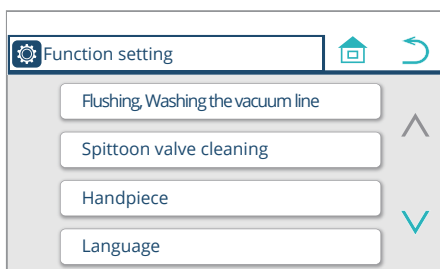 Function setting
Flushing, Washing the vacuum line
Spittoon valve cleaning
Handpiece
Language